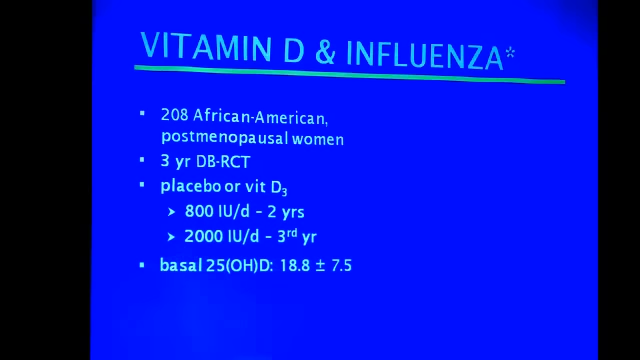 VITAMIN D & INFLUENZA*
▪ 208 African-American,
postmenopausal women
▪ 3 yr DB-RCT
▪ placebo or vit D₃
➤ 800 IU/d – 2 yrs
➤ 2000 IU/d – 3ʳᵈ yr
▪ basal 25(OH)D: 18.8 ± 7.5